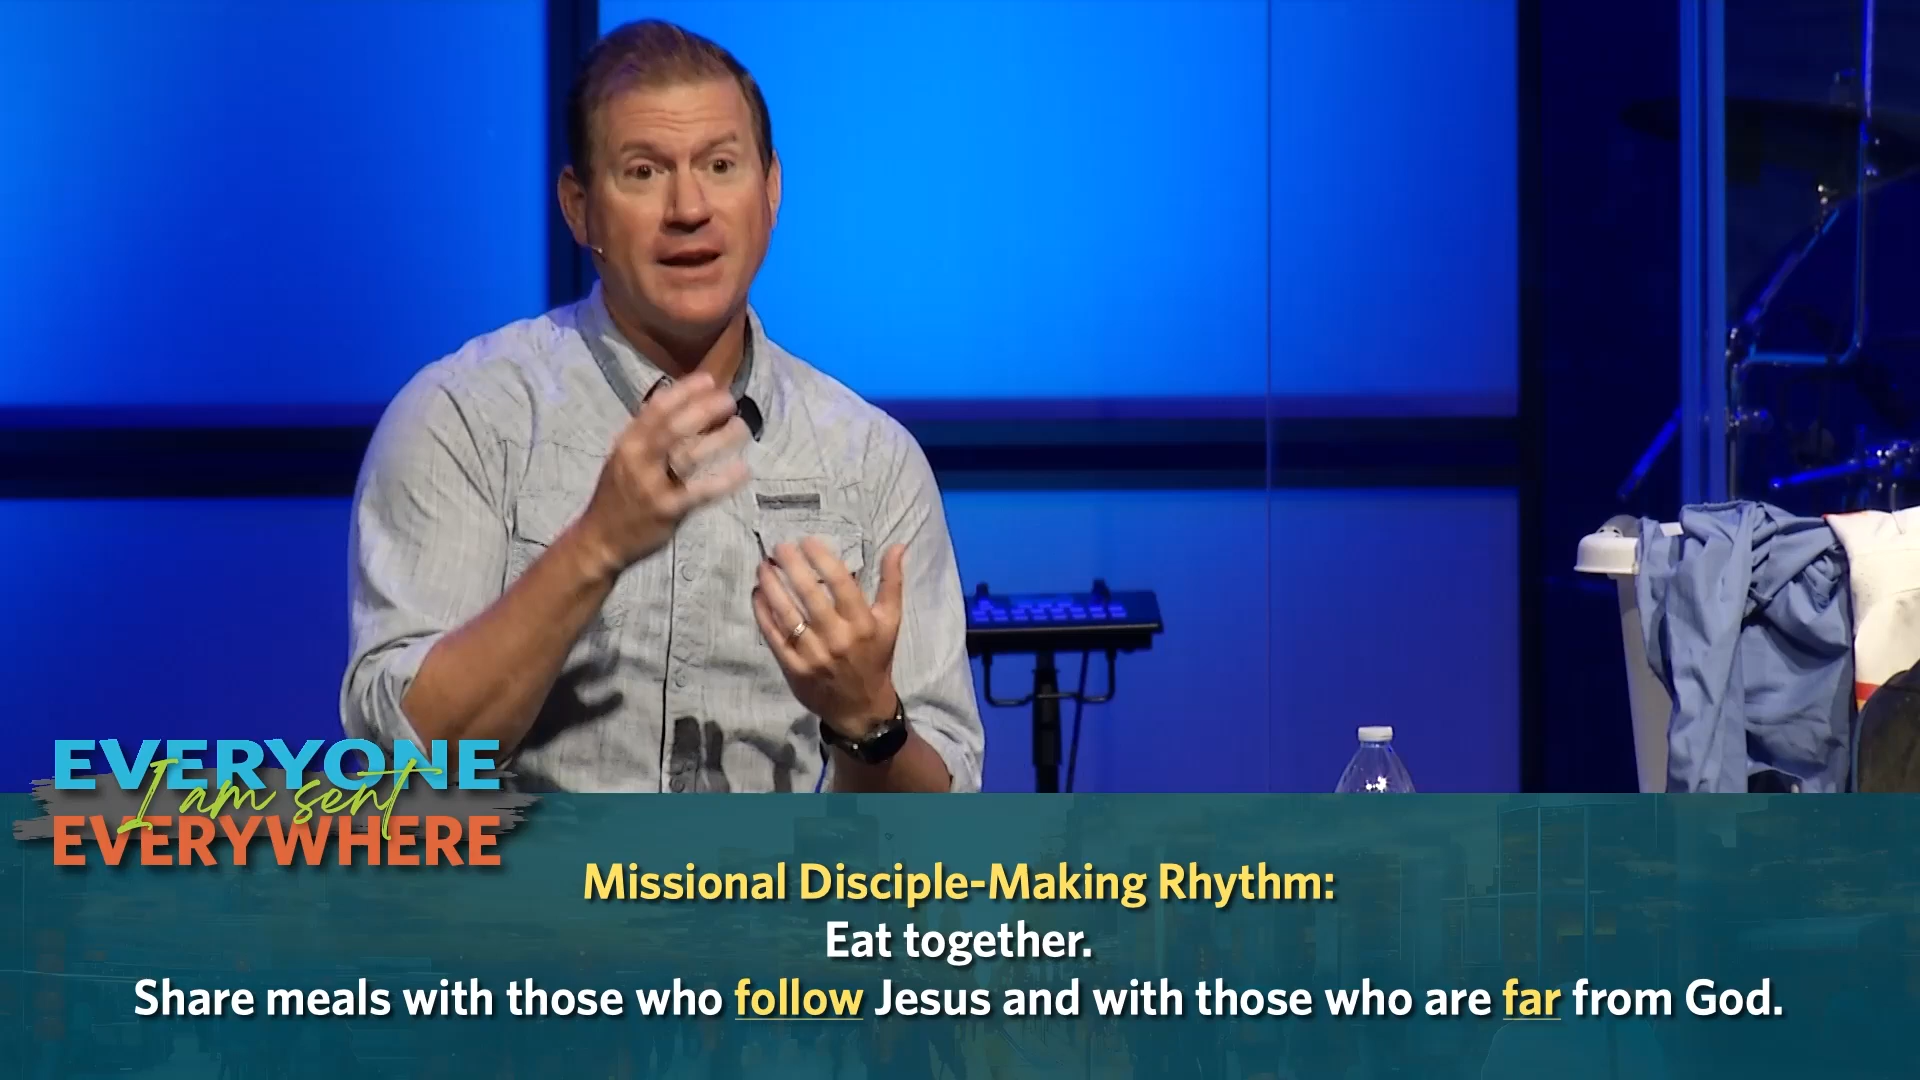 EVERYONE
I am sent
EVERYWHERE
Missional Disciple-Making Rhythm:
Eat together.
Share meals with those who follow Jesus and with those who are far from God.